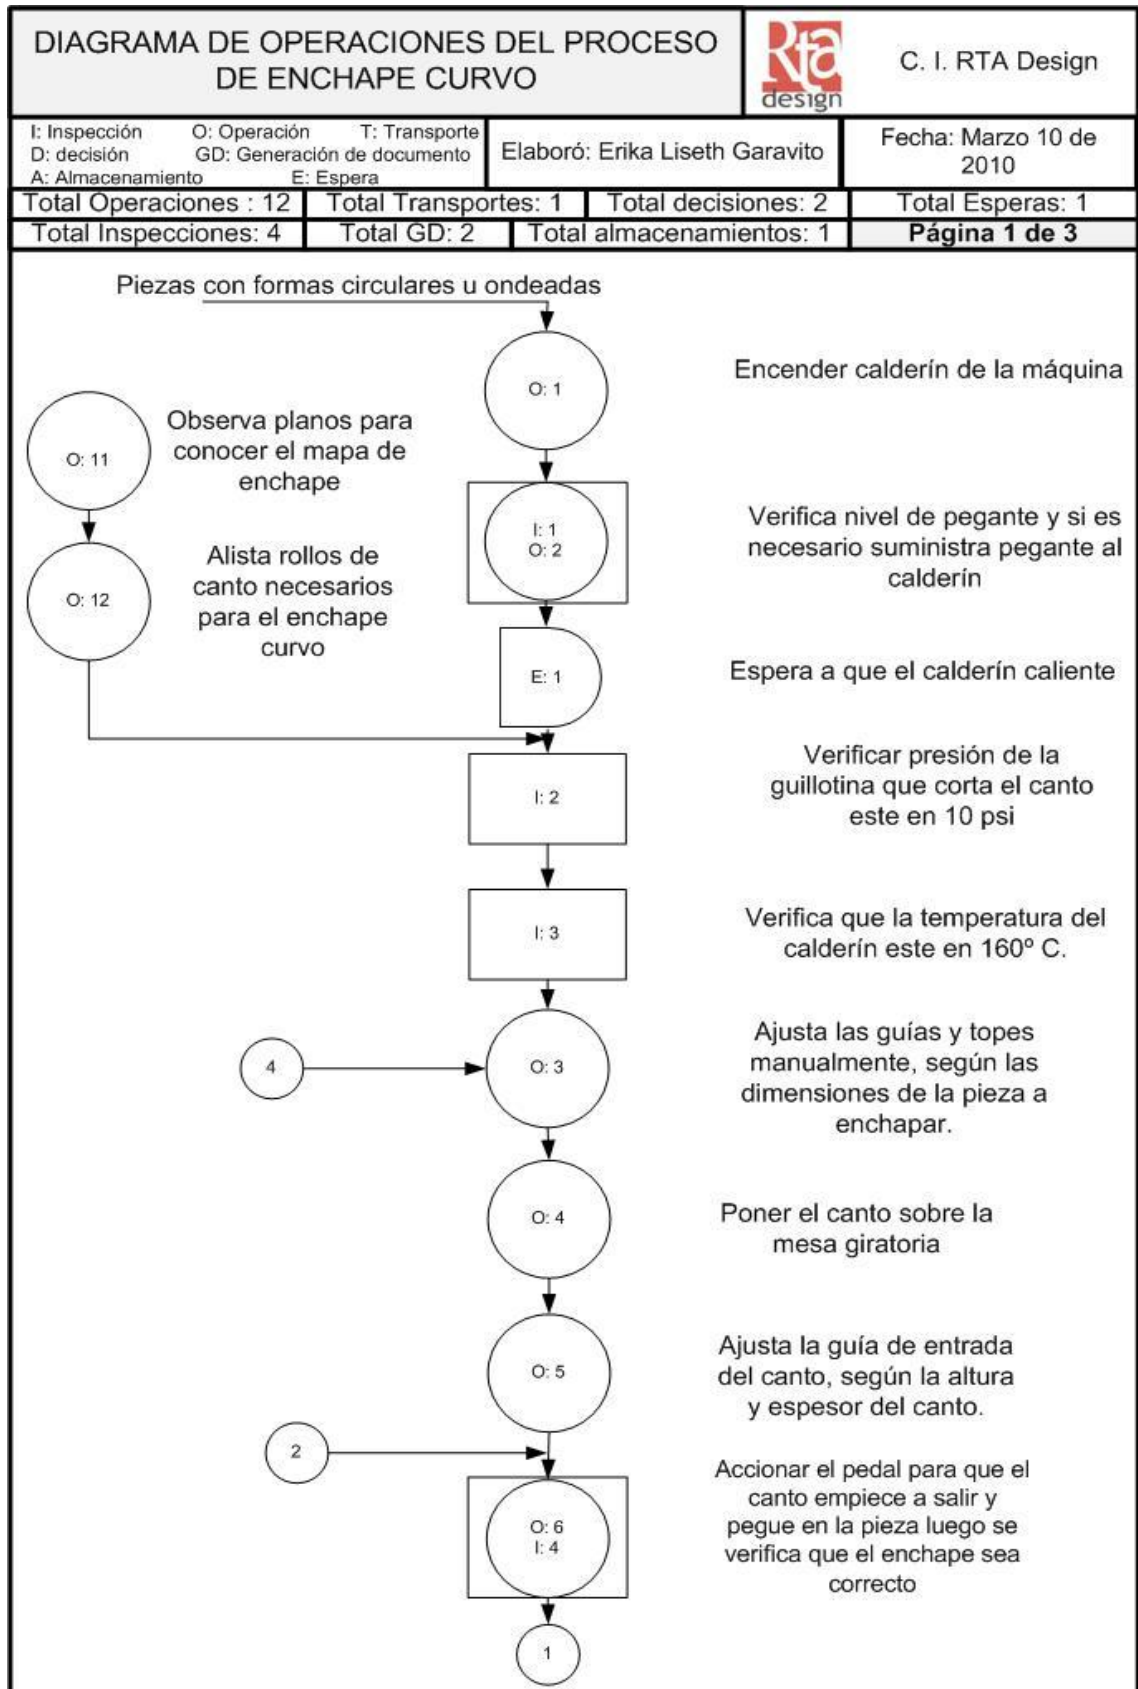 DIAGRAMA DE OPERACIONES DEL PROCESO
DE ENCHAPE CURVO
Rta
design
C. I. RTA Design
I: Inspección O: Operación T: Transporte
D: decisión GD: Generación de documento
A: Almacenamiento E: Espera
Elaboró: Erika Liseth Garavito
Fecha: Marzo 10 de
2010
Total Operaciones : 12
Total Transportes: 1
Total decisiones: 2
Total Esperas: 1
Total Inspecciones: 4
Total GD: 2
Total almacenamientos: 1
Página 1 de 3
Piezas con formas circulares u ondeadas
O: 1
Encender calderín de la máquina
O: 11
Observa planos para
conocer el mapa de
enchape
I: 1
O: 2
Verifica nivel de pegante y si es
necesario suministra pegante al
calderín
O: 12
Alista rollos de
canto necesarios
para el enchape
curvo
E: 1
Espera a que el calderín caliente
I: 2
Verificar presión de la
guillotina que corta el canto
este en 10 psi
I: 3
Verifica que la temperatura del
calderín este en 160º C.
4
O: 3
Ajusta las guías y topes
manualmente, según las
dimensiones de la pieza a
enchapar.
O: 4
Poner el canto sobre la
mesa giratoria
O: 5
Ajusta la guía de entrada
del canto, según la altura
y espesor del canto.
2
O: 6
I: 4
Accionar el pedal para que el
canto empiece a salir y
pegue en la pieza luego se
verifica que el enchape sea
correcto
1